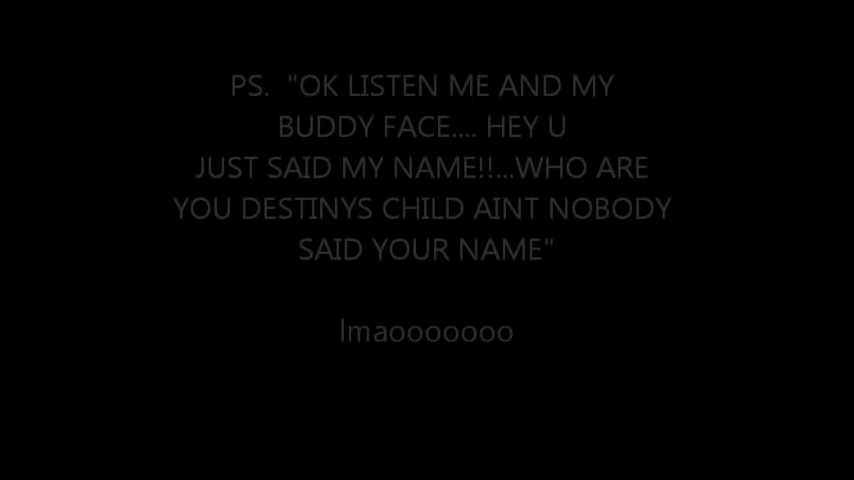 PS.  "OK LISTEN ME AND MY
BUDDY FACE.... HEY U
JUST SAID MY NAME!!...WHO ARE
YOU DESTINYS CHILD AINT NOBODY
SAID YOUR NAME"
lmaooooooo